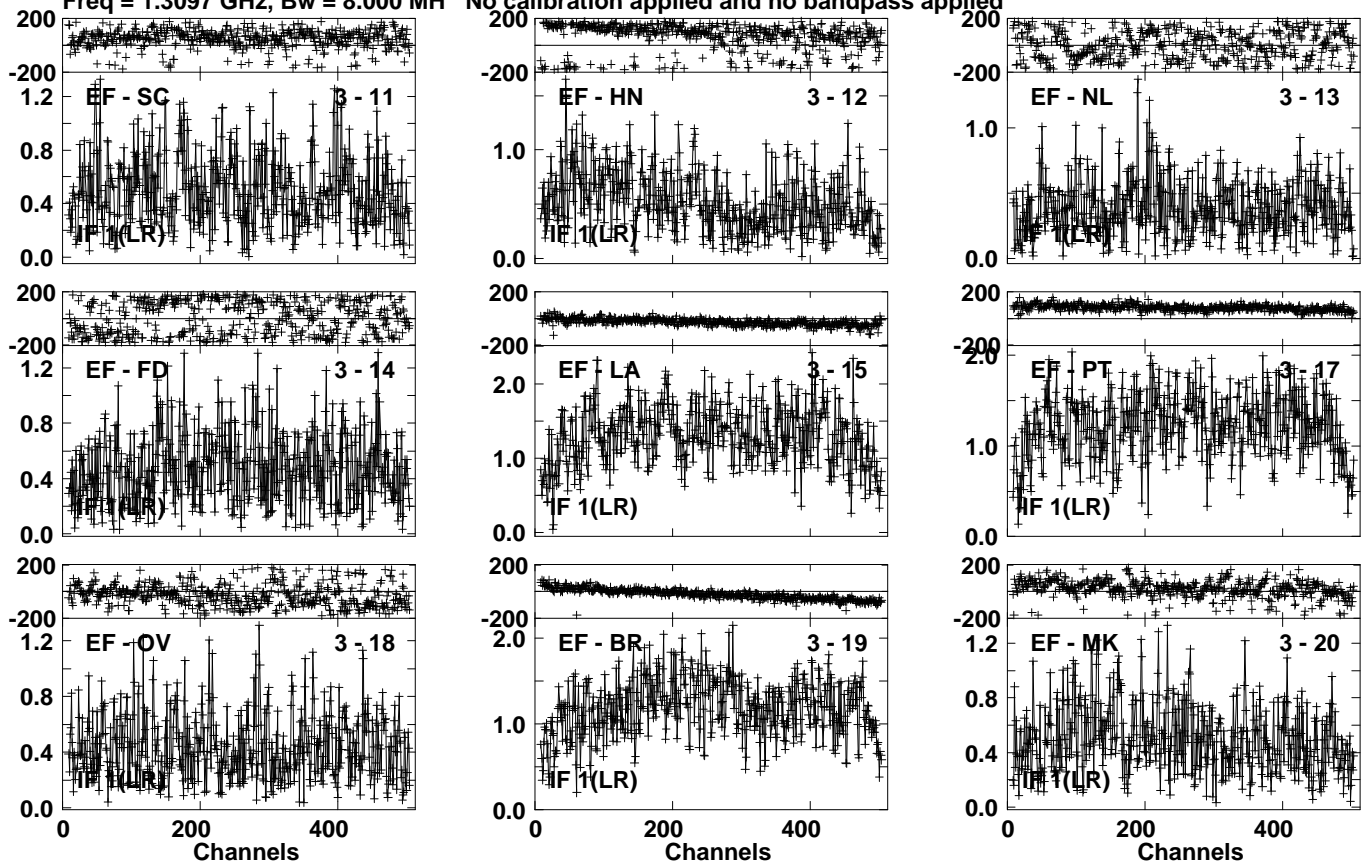 Freq = 1.3097 GHz, Bw = 8.000 MH No calibration applied and no bandpass applied
200
-200
EF - SC 3 - 11
1.2
0.8
0.4
0.0
IF 1(LR)
200
-200
EF - HN 3 - 12
1.0
0.0
IF 1(LR)
200
-200
EF - NL 3 - 13
1.0
0.0
IF 1(LR)
200
-200
EF - FD 3 - 14
1.2
0.8
0.4
0.0
IF 1(LR)
200
-200
EF - LA 3 - 15
2.0
1.0
0.0
IF 1(LR)
200
-200
2.0
EF - PT 3 - 17
1.0
0.0
IF 1(LR)
200
-200
EF - OV 3 - 18
1.2
0.8
0.4
0.0
IF 1(LR)
0 200 400
Channels
200
-200
EF - BR 3 - 19
2.0
1.0
0.0
IF 1(LR)
0 200 400
Channels
200
-200
EF - MK 3 - 20
1.2
0.8
0.4
0.0
IF 1(LR)
0 200 400
Channels